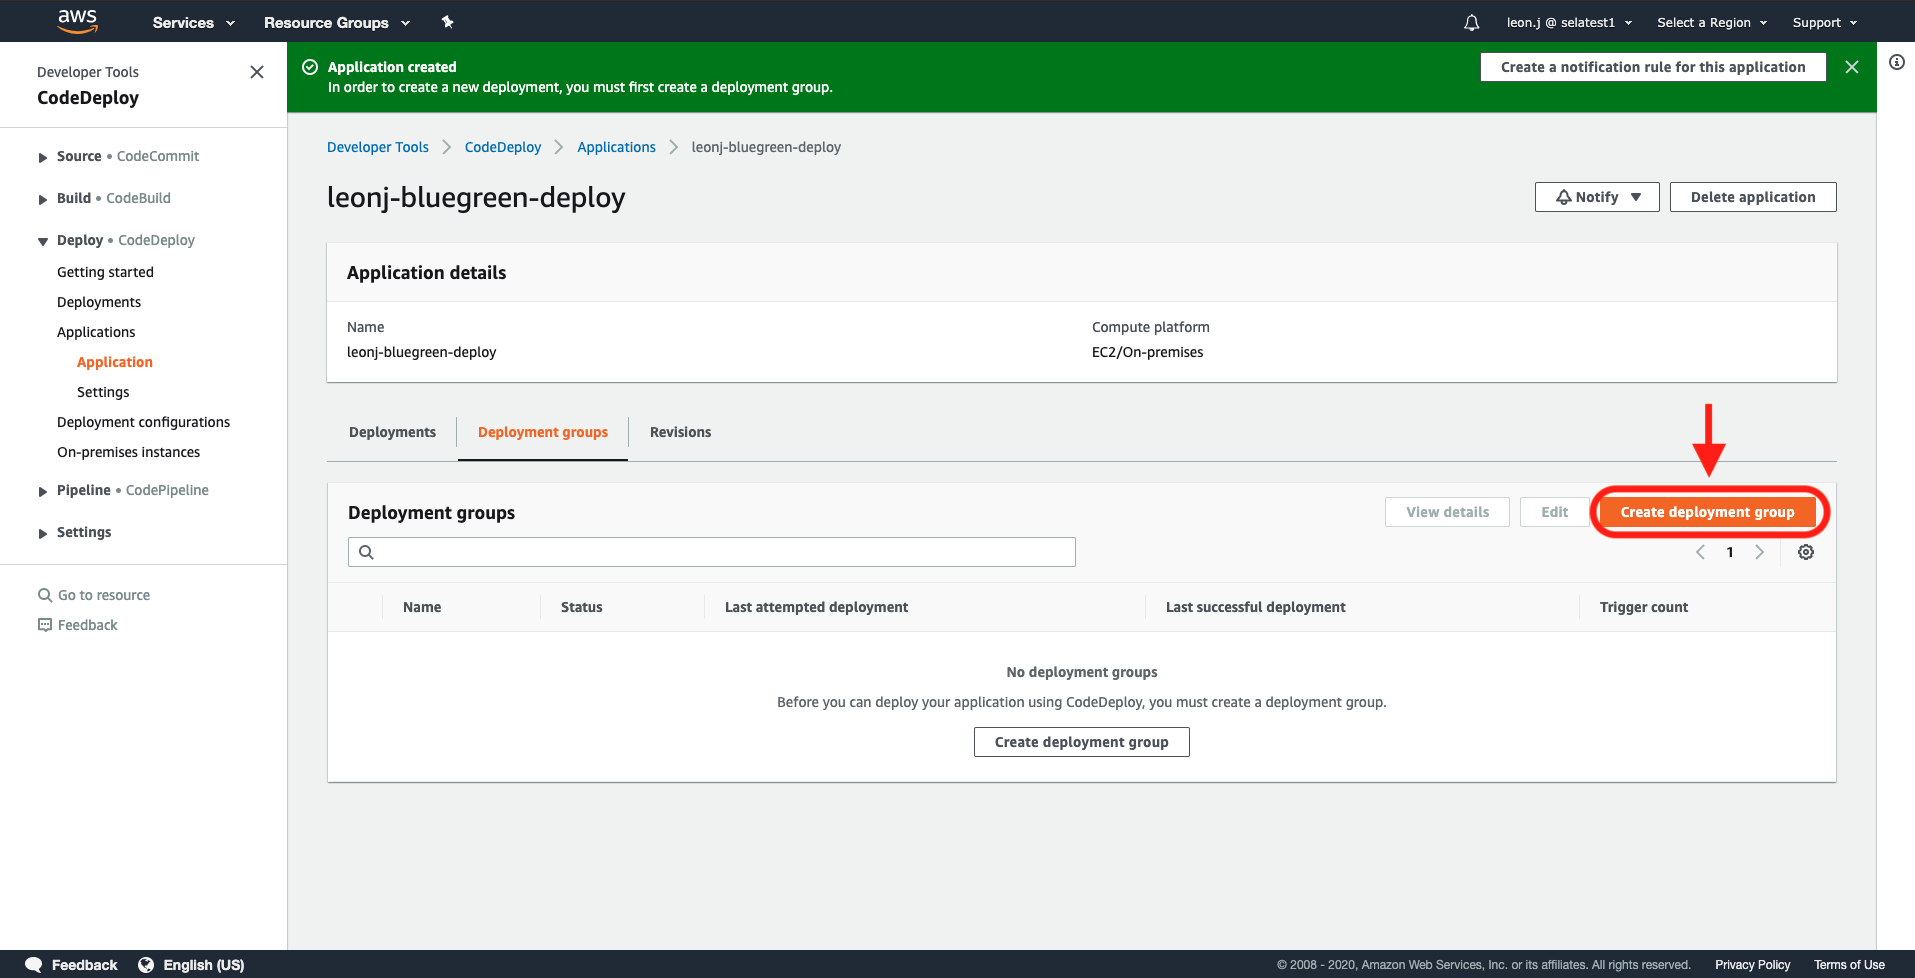 aws Services Resource Groups leon.j @ selatest1 Select a Region Support
Developer Tools
CodeDeploy
Source • CodeCommit
Build • CodeBuild
Deploy • CodeDeploy
Getting started
Deployments
Applications
Application
Settings
Deployment configurations
On-premises instances
Pipeline • CodePipeline
Settings
Go to resource
Feedback
Application created
In order to create a new deployment, you must first create a deployment group.
Create a notification rule for this application
Developer Tools CodeDeploy Applications leonj-bluegreen-deploy
leonj-bluegreen-deploy
Notify Delete application
Application details
Name
leonj-bluegreen-deploy
Compute platform
EC2/On-premises
Deployments Deployment groups Revisions
Deployment groups
View details Edit Create deployment group
1
Name Status Last attempted deployment Last successful deployment Trigger count
No deployment groups
Before you can deploy your application using CodeDeploy, you must create a deployment group.
Create deployment group
Feedback English (US) © 2008 - 2020, Amazon Web Services, Inc. or its affiliates. All rights reserved. Privacy Policy Terms of Use